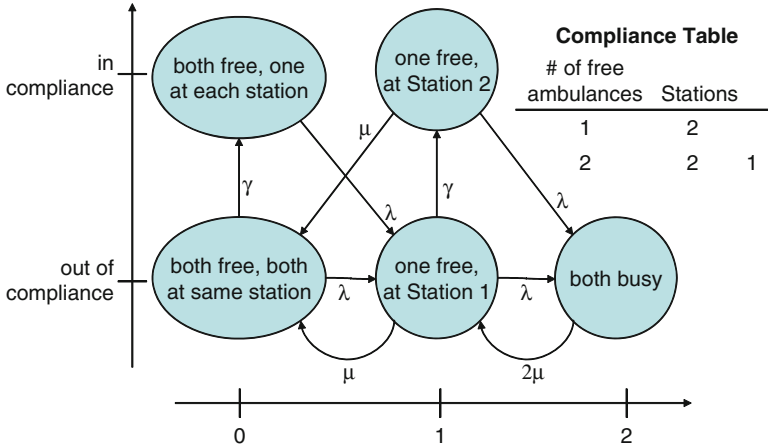 in
compliance
out of
compliance
both free, one
at each station
one free,
at Station 2
both free, both
at same station
one free,
at Station 1
both busy
μ
λ
γ
γ
λ
λ
λ
μ
2μ
0
1
2
Compliance Table
# of free
ambulances Stations
1 2
2 2 1